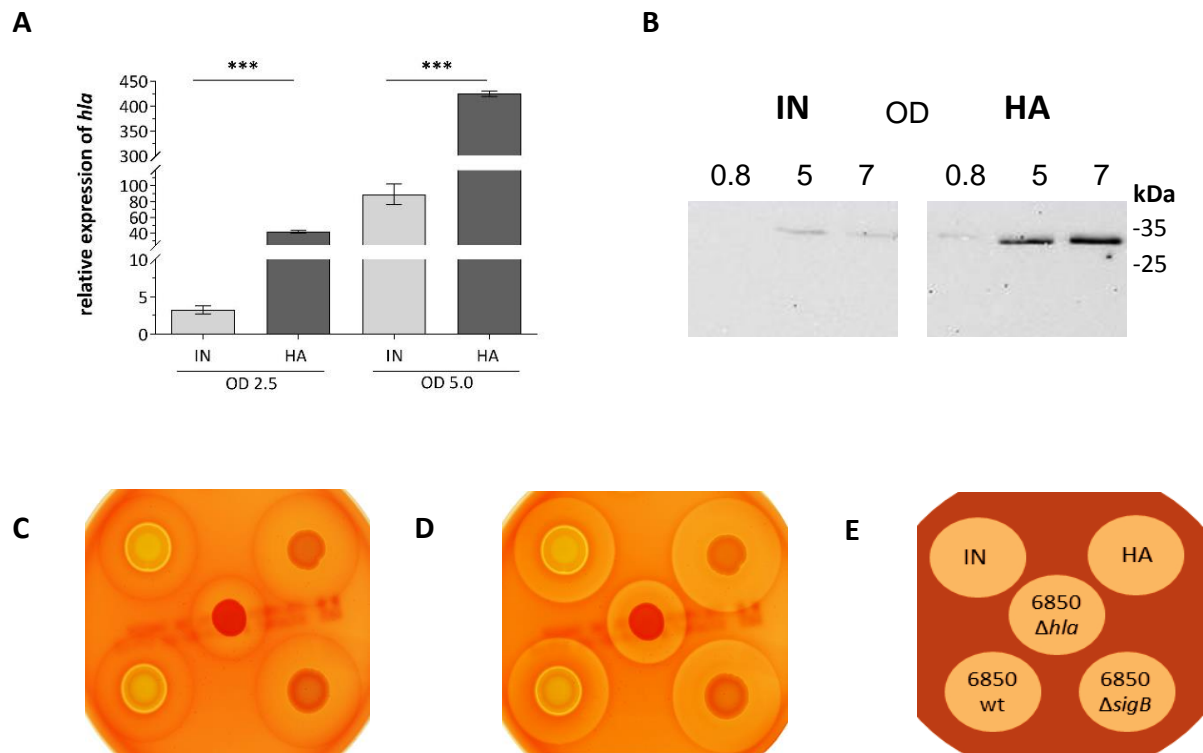 A
B
*** ***
450
400
350
300
100
80
60
40
10
5
0
relative expression of hla
IN HA IN HA
OD 2.5 OD 5.0
IN OD HA
0.8 5 7 0.8 5 7 kDa
-35
-25
C
D
E
IN HA
6850
Δhla
6850
wt
6850
ΔsigB